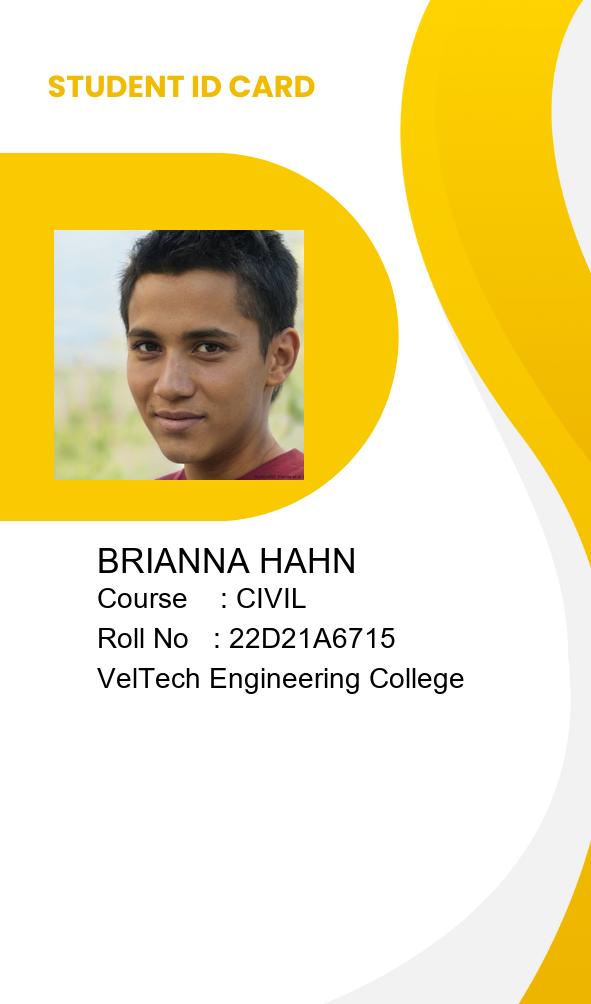 STUDENT ID CARD
BRIANNA HAHN
Course : CIVIL
Roll No : 22D21A6715
VelTech Engineering College